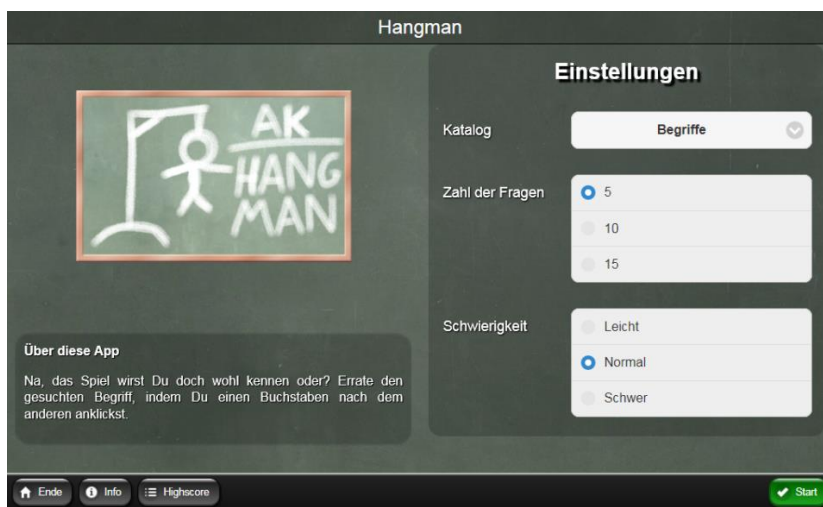 Hangman
AK
HANG
MAN
Über diese App
Na, das Spiel wirst Du doch wohl kennen oder? Errate den
gesuchten Begriff, indem Du einen Buchstaben nach dem
anderen anklickst.
Einstellungen
Katalog
Begriffe
Zahl der Fragen
5
10
15
Schwierigkeit
Leicht
Normal
Schwer
Ende
Info
Highscore
Start